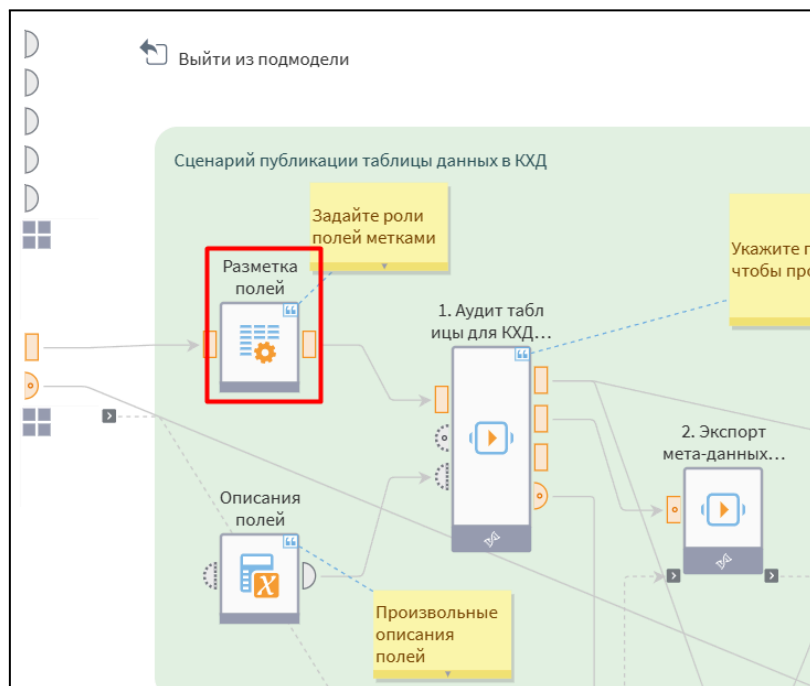 Выйти из подмодели
Сценарий публикации таблицы данных в КХД
Задайте роли
полей метками
Укажите
чтобы
Разметка
полей
1. Аудит табл
ицы для КХД...
2. Экспорт
мета-данных...
Описания
полей
Произвольные
описания
полей